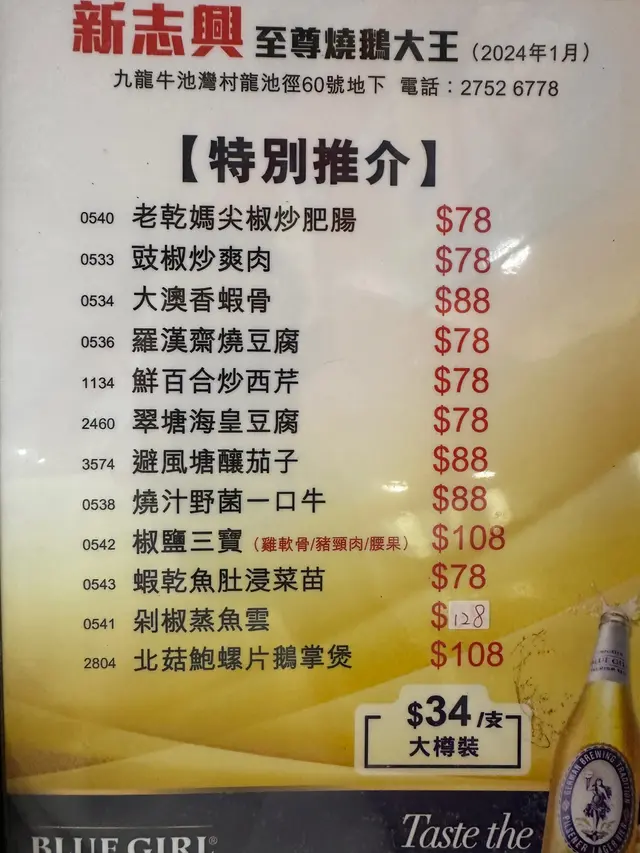 新志興 至尊燒鵝大王 (2024年1月)
九龍牛池灣村龍池徑60號地下 電話：2752 6778
【特別推介】
0540 老乾媽尖椒炒肥腸 $78
0533 豉椒炒爽肉 $78
0534 大澳香蝦骨 $88
0536 羅漢齋燒豆腐 $78
1134 鮮百合炒西芹 $78
2460 翠塘海皇豆腐 $78
3574 避風塘釀茄子 $88
0538 燒汁野菌一口牛 $88
0542 椒鹽三寶 (雞軟骨/豬頸肉/腰果) $108
0543 蝦乾魚肚浸菜苗 $78
0541 剁椒蒸魚雲 $128
2804 北菇鮑螺片鵝掌煲 $108
$34/支
大樽裝
GERMAN BREWING TRADITION
PILSENER LAGER BEER
BLUE GIRL®
Taste the